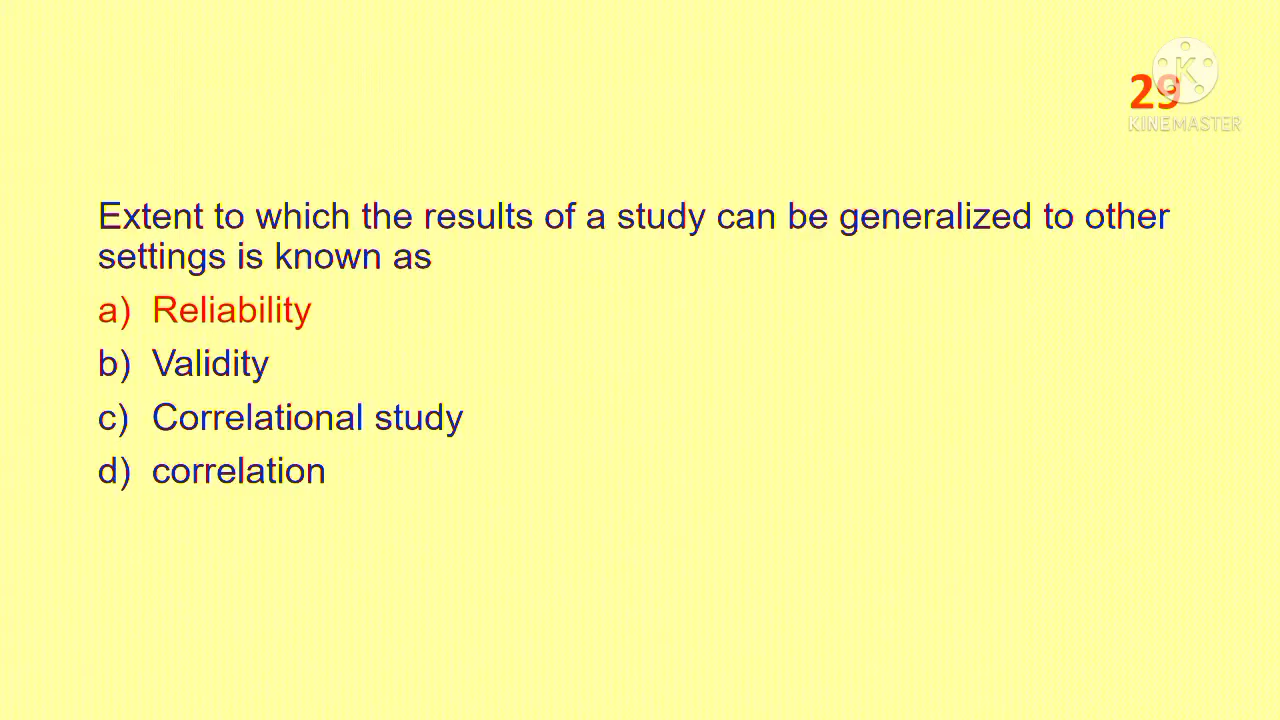 29
KINEMASTER
Extent to which the results of a study can be generalized to other
settings is known as
a) Reliability
b) Validity
c) Correlational study
d) correlation